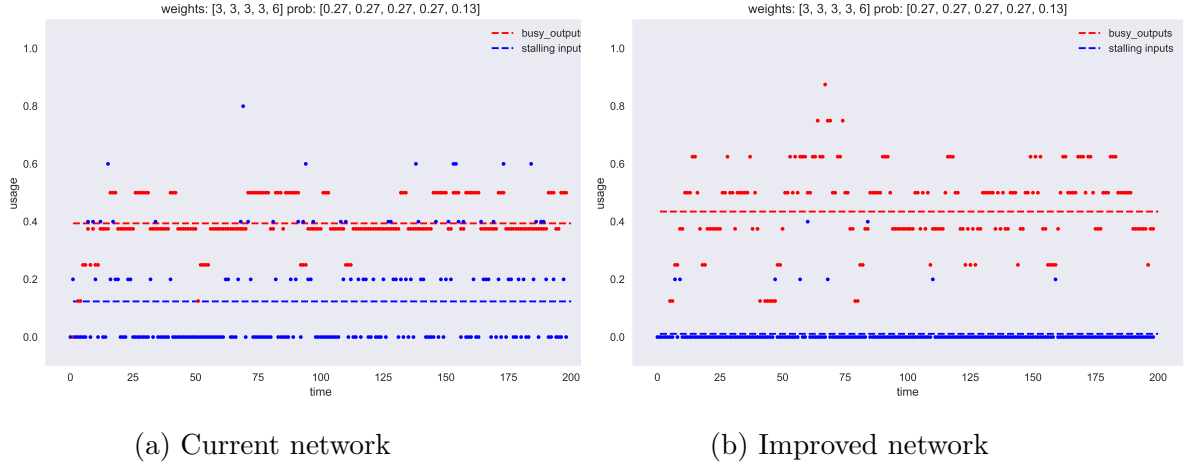 weights: [3, 3, 3, 3, 6] prob: [0.27, 0.27, 0.27, 0.27, 0.13]
busy_outputs
stalling inputs
1.0
0.8
0.6
0.4
0.2
0.0
usage
0 25 50 75 100 125 150 175 200
time
(a) Current network
weights: [3, 3, 3, 3, 6] prob: [0.27, 0.27, 0.27, 0.27, 0.13]
busy_outputs
stalling inputs
1.0
0.8
0.6
0.4
0.2
0.0
usage
0 25 50 75 100 125 150 175 200
time
(b) Improved network